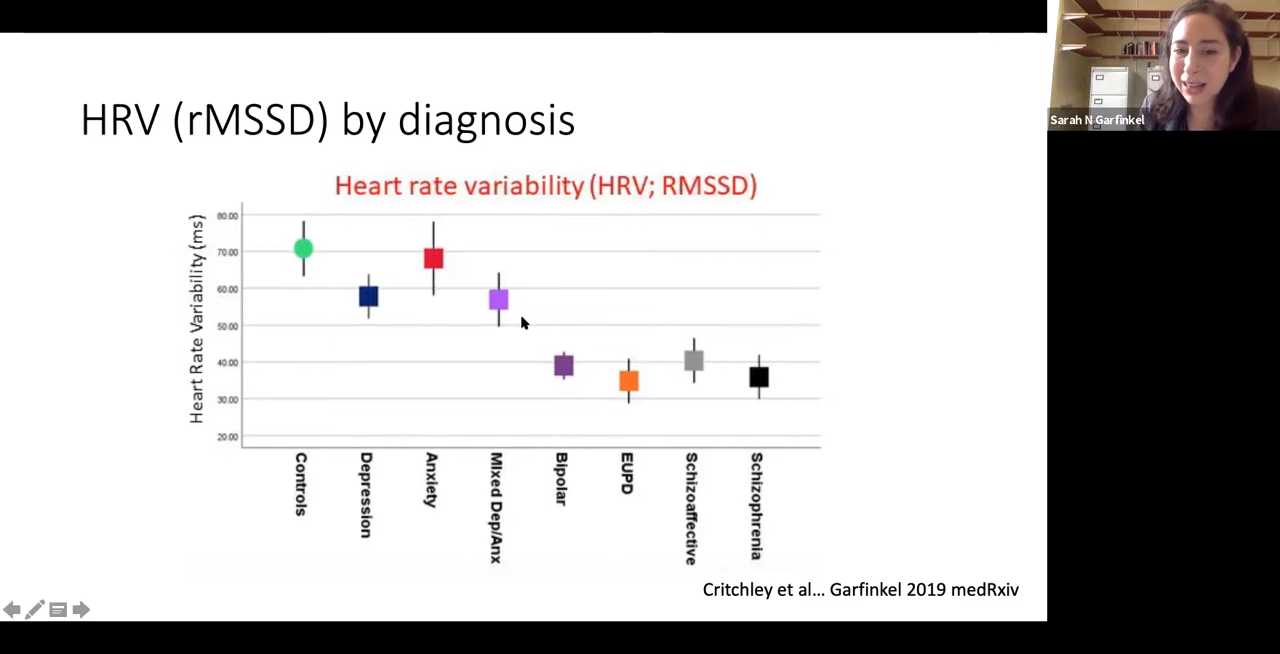 HRV (rMSSD) by diagnosis
Sarah N Garfinkel
Heart rate variability (HRV; RMSSD)
Heart Rate Variability (ms)
80.00
70.00
60.00
50.00
40.00
30.00
20.00
Controls
Depression
Anxiety
MIxed Dep/Anx
Bipolar
EUPD
Schizoaffective
Schizophrenia
Critchley et al... Garfinkel 2019 medRxiv